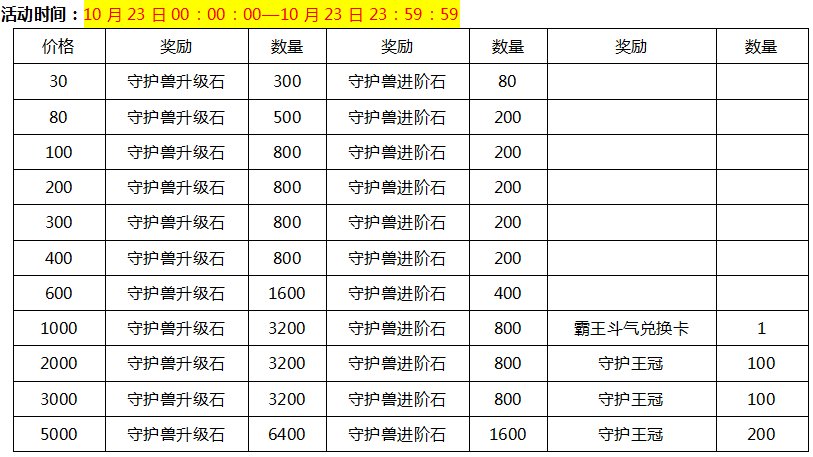 活动时间：10 月 23 日 00：00：00—10 月 23 日 23：59：59
价格 奖励 数量 奖励 数量 奖励 数量
30 守护兽升级石 300 守护兽进阶石 80
80 守护兽升级石 500 守护兽进阶石 200
100 守护兽升级石 800 守护兽进阶石 200
200 守护兽升级石 800 守护兽进阶石 200
300 守护兽升级石 800 守护兽进阶石 200
400 守护兽升级石 800 守护兽进阶石 200
600 守护兽升级石 1600 守护兽进阶石 400
1000 守护兽升级石 3200 守护兽进阶石 800 霸王斗气兑换卡 1
2000 守护兽升级石 3200 守护兽进阶石 800 守护王冠 100
3000 守护兽升级石 3200 守护兽进阶石 800 守护王冠 100
5000 守护兽升级石 6400 守护兽进阶石 1600 守护王冠 200